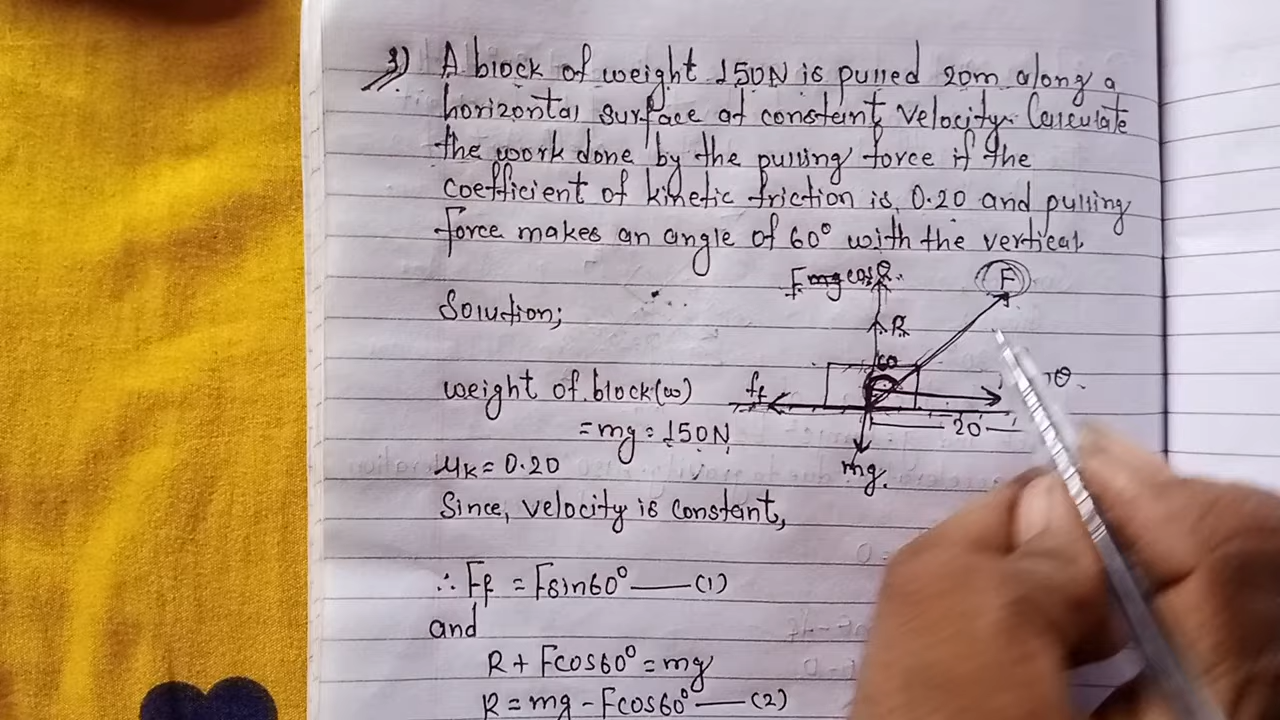 3) A block of weight 150N is pulled 20m along a
horizontal surface at constant velocity. Calculate
the work done by the pulling force if the
coefficient of kinetic friction is 0.20 and pulling
force makes an angle of 60° with the vertical
F mg cosθ.
F
Solution;
R
60
weight of block(w)
ff
θ.
= mg = 150N
20
μk = 0.20
mg.
Since, velocity is constant,
∴ Ff = Fsin60° —— (1)
and
R + Fcos60° = mg
R = mg - Fcos60° —— (2)